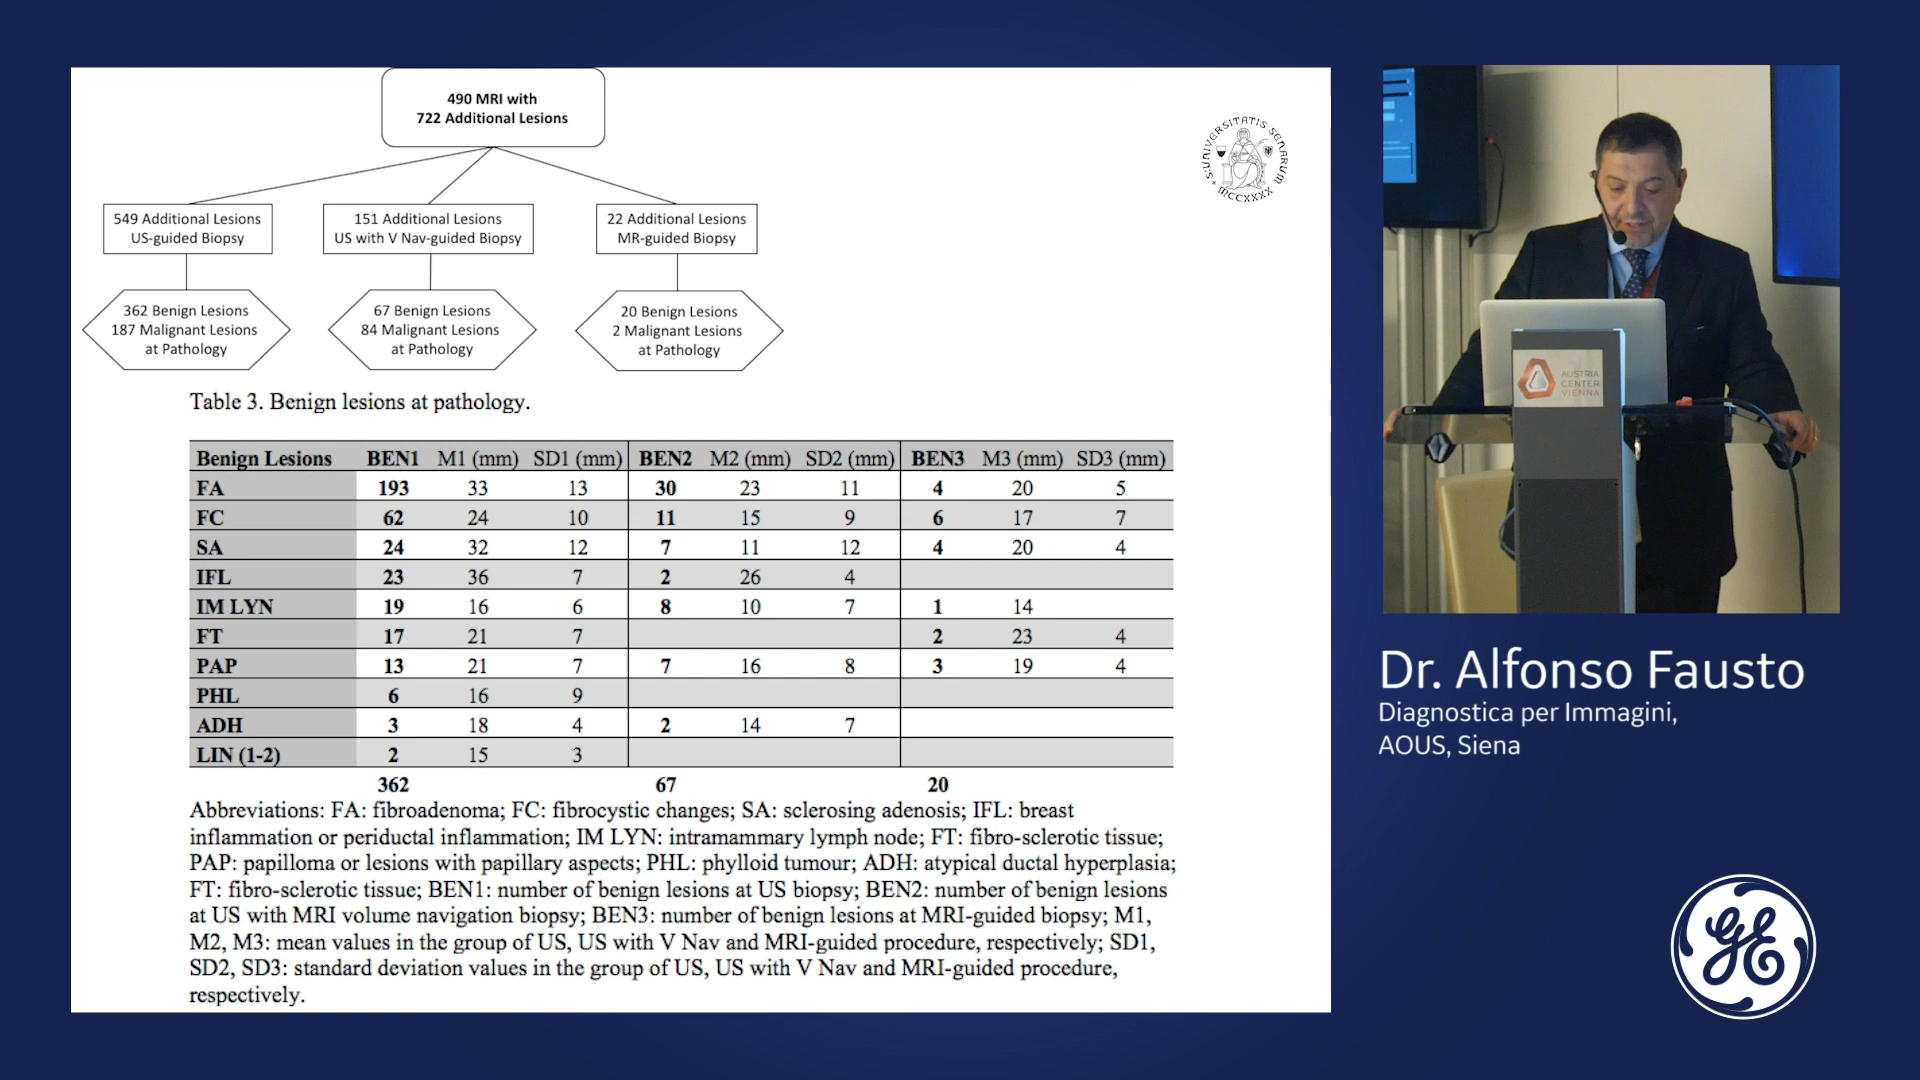 490 MRI with
722 Additional Lesions
549 Additional Lesions
US-guided Biopsy
151 Additional Lesions
US with V Nav-guided Biopsy
22 Additional Lesions
MR-guided Biopsy
362 Benign Lesions
187 Malignant Lesions
at Pathology
67 Benign Lesions
84 Malignant Lesions
at Pathology
20 Benign Lesions
2 Malignant Lesions
at Pathology
S·UNIVERSITATIS SENARUM
MCCXXXX
Table 3. Benign lesions at pathology.
Benign Lesions BEN1 M1 (mm) SD1 (mm) BEN2 M2 (mm) SD2 (mm) BEN3 M3 (mm) SD3 (mm)
FA 193 33 13 30 23 11 4 20 5
FC 62 24 10 11 15 9 6 17 7
SA 24 32 12 7 11 12 4 20 4
IFL 23 36 7 2 26 4
IM LYN 19 16 6 8 10 7 1 14
FT 17 21 7 2 23 4
PAP 13 21 7 7 16 8 3 19 4
PHL 6 16 9
ADH 3 18 4 2 14 7
LIN (1-2) 2 15 3
362 67 20
Abbreviations: FA: fibroadenoma; FC: fibrocystic changes; SA: sclerosing adenosis; IFL: breast
inflammation or periductal inflammation; IM LYN: intramammary lymph node; FT: fibro-sclerotic tissue;
PAP: papilloma or lesions with papillary aspects; PHL: phylloid tumour; ADH: atypical ductal hyperplasia;
FT: fibro-sclerotic tissue; BEN1: number of benign lesions at US biopsy; BEN2: number of benign lesions
at US with MRI volume navigation biopsy; BEN3: number of benign lesions at MRI-guided biopsy; M1,
M2, M3: mean values in the group of US, US with V Nav and MRI-guided procedure, respectively; SD1,
SD2, SD3: standard deviation values in the group of US, US with V Nav and MRI-guided procedure,
respectively.
AUSTRIA
CENTER
VIENNA
Dr. Alfonso Fausto
Diagnostica per Immagini,
AOUS, Siena
GE